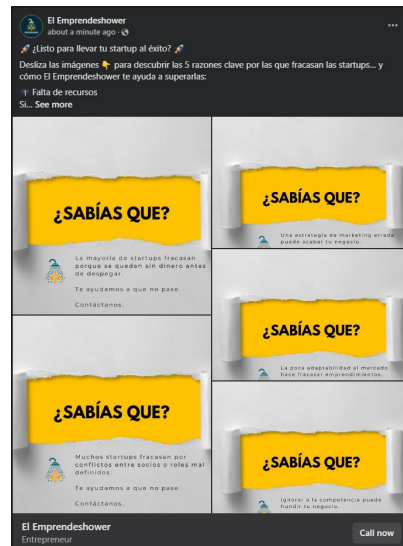 El Emprendeshower
about a minute ago ·
🚀 ¿Listo para llevar tu startup al éxito? 🚀
Desliza las imágenes 👇 para descubrir las 5 razones clave por las que fracasan las startups... y
cómo El Emprendeshower te ayuda a superarlas:
Falta de recursos
Si... See more
¿SABÍAS QUE?
La mayoría de startups fracasan
porque se quedan sin dinero antes
de despegar.
Te ayudamos a que no pase.
Contáctanos.
¿SABÍAS QUE?
Muchos startups fracasan por
conflictos entre socios o roles mal
definidos.
Te ayudamos a que no pase.
Contáctanos.
¿SABÍAS QUE?
Una estrategia de marketing errada
puede acabar tu negocio.
¿SABÍAS QUE?
La poca adaptabilidad al mercado
hace fracasar emprendimientos.
¿SABÍAS QUE?
Ignorar a la competencia puede
hundir tu negocio.
El Emprendeshower
Entrepreneur
Call now